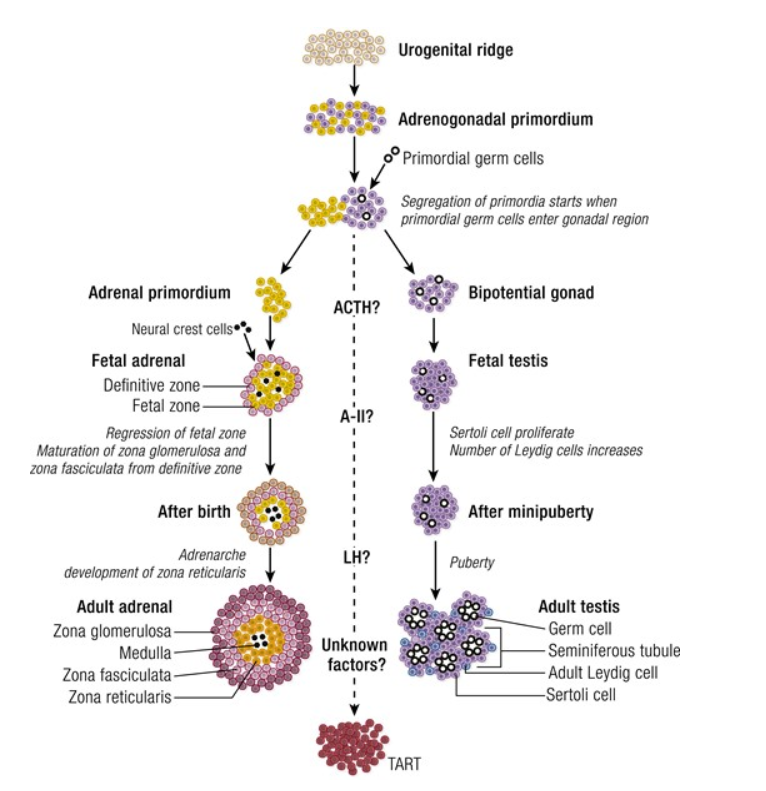 Urogenital ridge
Adrenogonadal primordium
Primordial germ cells
Segregation of primordia starts when
primordial germ cells enter gonadal region
Adrenal primordium
ACTH?
Bipotential gonad
Neural crest cells
Fetal adrenal
Fetal testis
Definitive zone
Fetal zone
A-II?
Regression of fetal zone
Maturation of zona glomerulosa and
zona fasciculata from definitive zone
Sertoli cell proliferate
Number of Leydig cells increases
After birth
After minipuberty
Adrenarche
development of zona reticularis
LH?
Puberty
Adult adrenal
Zona glomerulosa
Medulla
Zona fasciculata
Zona reticularis
Unknown
factors?
Adult testis
Germ cell
Seminiferous tubule
Adult Leydig cell
Sertoli cell
TART